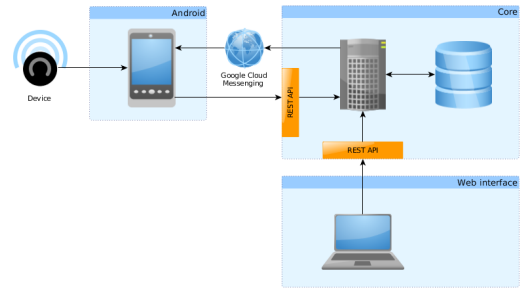 Android
Core
Device
Google Cloud
Messenging
REST API
REST API
Web interface